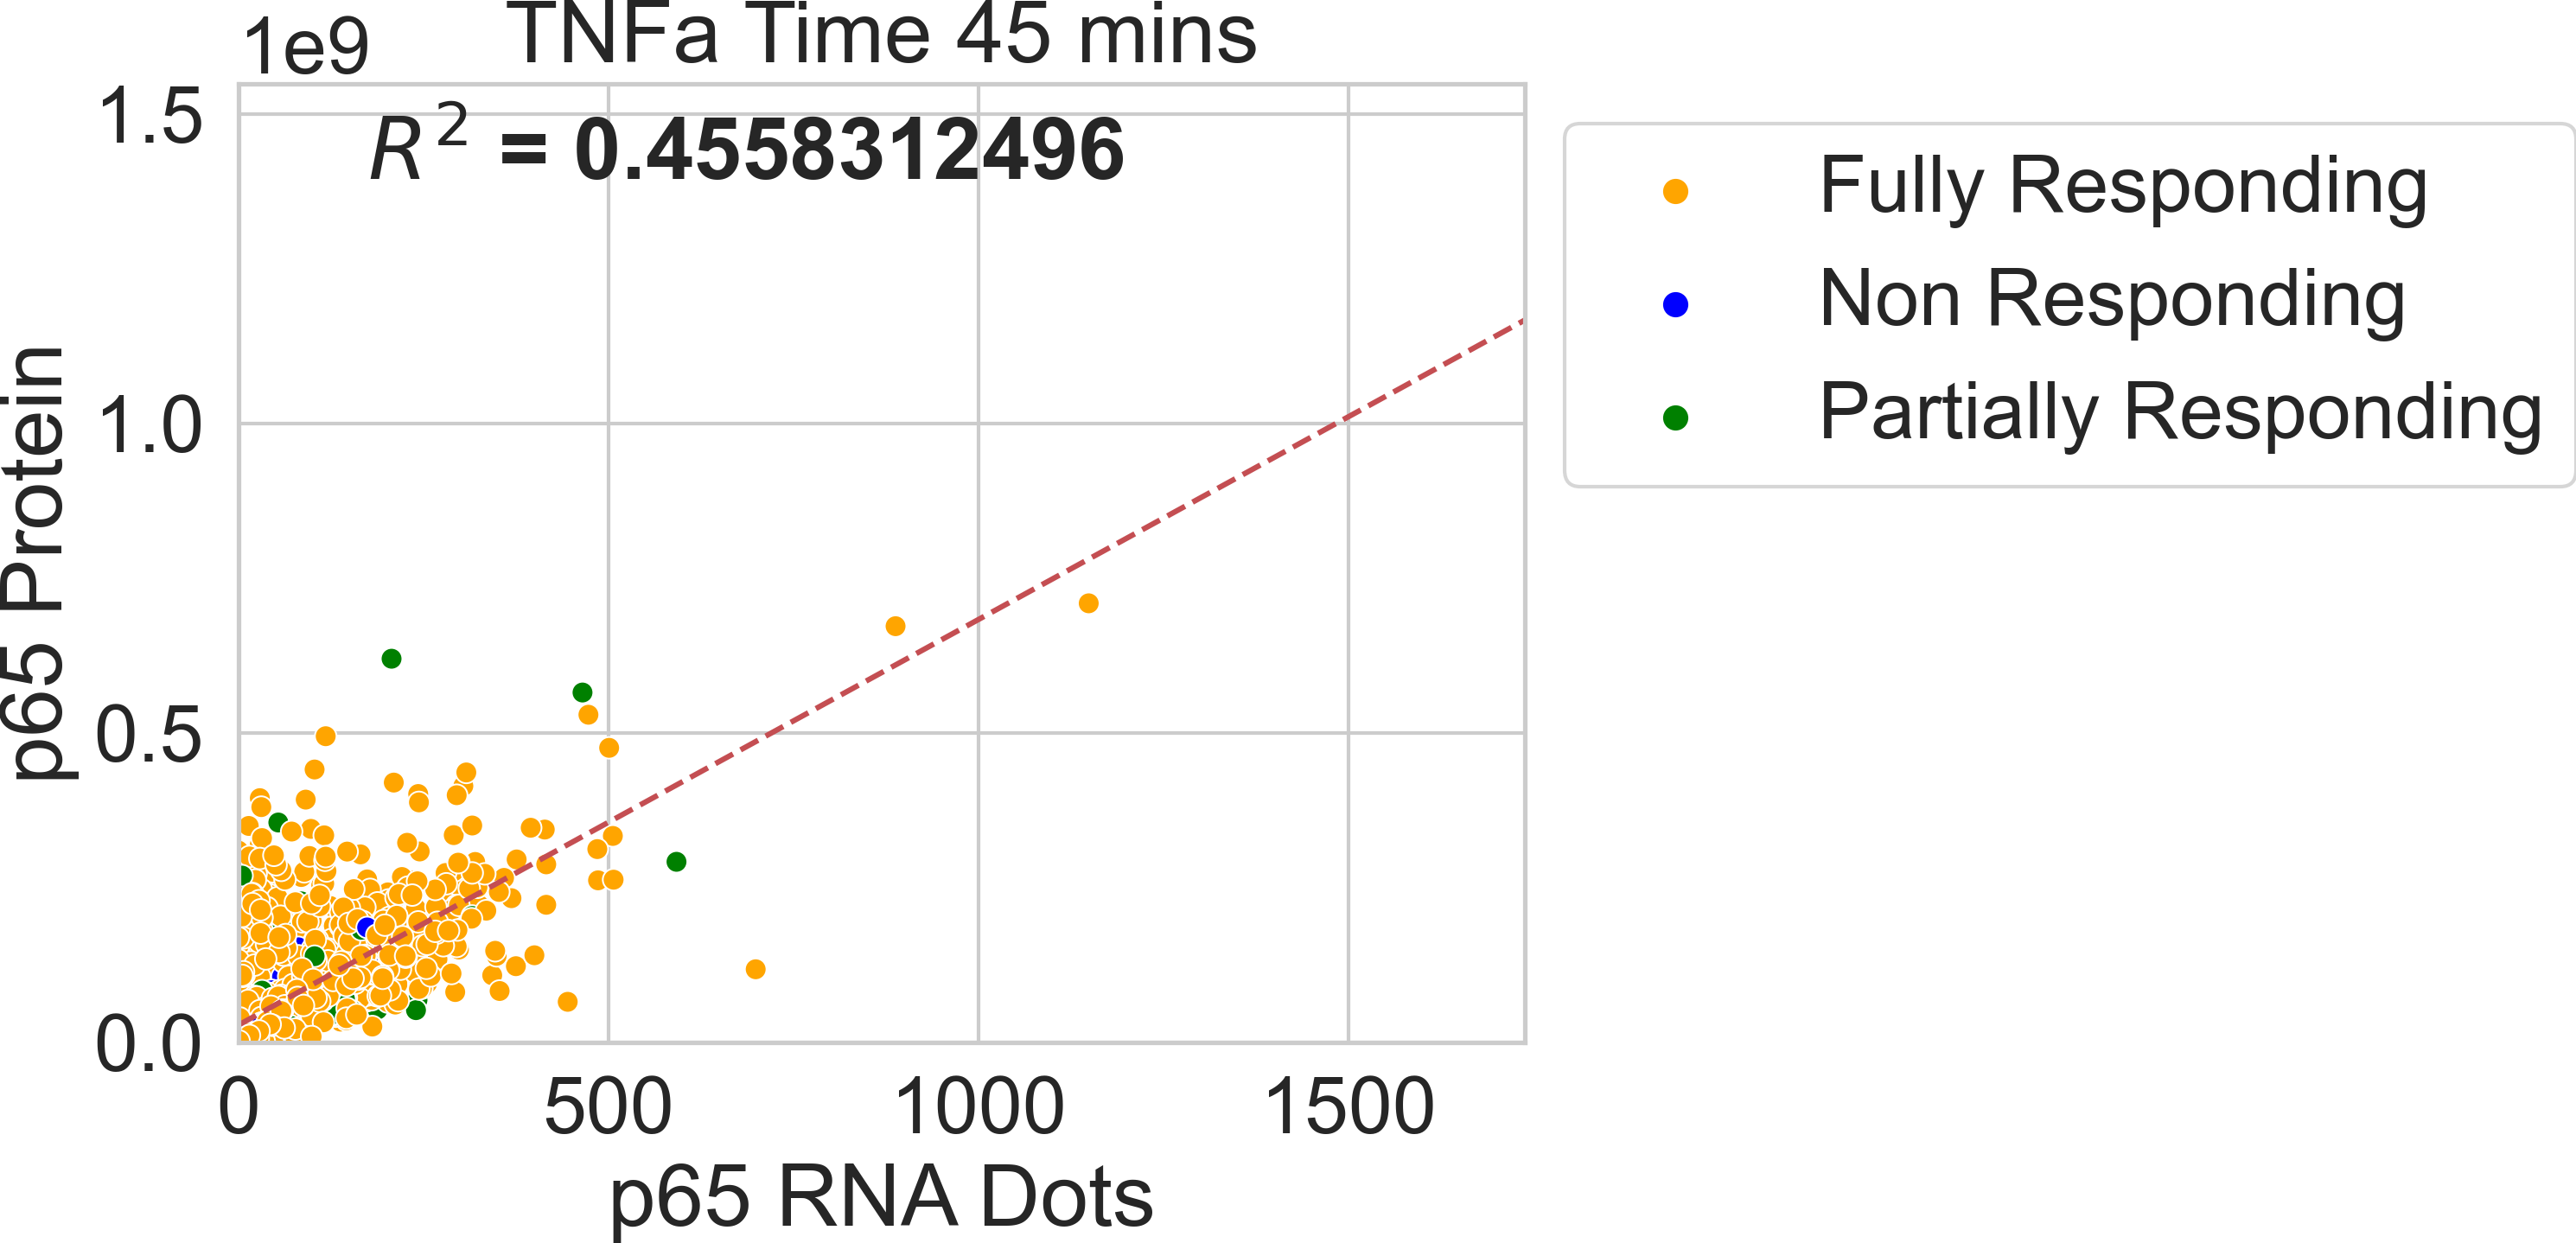 TNFa Time 45 mins
1e9
R² = 0.4558312496
1.5
1.0
0.5
0.0
p65 Protein
0
500
1000
1500
p65 RNA Dots
Fully Responding
Non Responding
Partially Responding